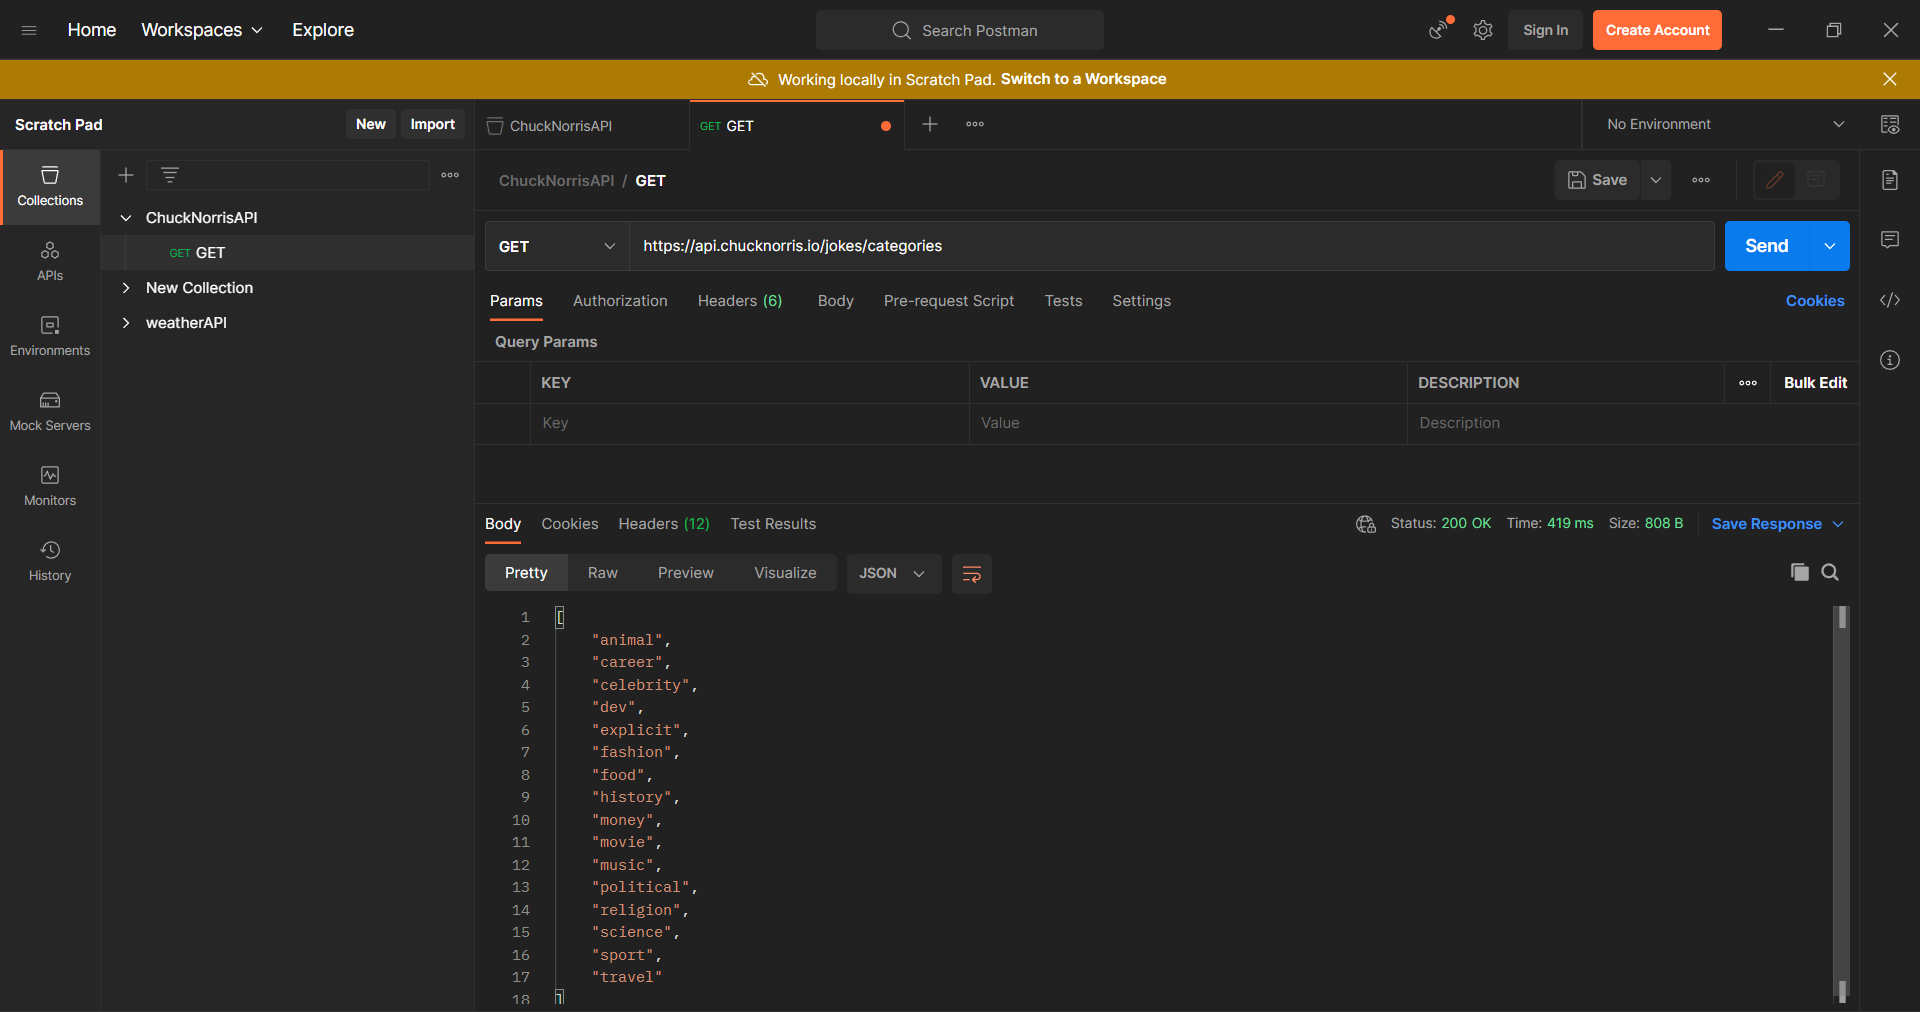 Home Workspaces Explore Search Postman Sign In Create Account
Working locally in Scratch Pad. Switch to a Workspace
Scratch Pad New Import ChuckNorrisAPI GET GET No Environment
Collections
APIs
Environments
Mock Servers
Monitors
History
ChuckNorrisAPI
GET GET
New Collection
weatherAPI
ChuckNorrisAPI / GET Save
GET https://api.chucknorris.io/jokes/categories Send
Params Authorization Headers (6) Body Pre-request Script Tests Settings Cookies
Query Params
KEY VALUE DESCRIPTION Bulk Edit
Key Value Description
Body Cookies Headers (12) Test Results Status: 200 OK Time: 419 ms Size: 808 B Save Response
Pretty Raw Preview Visualize JSON
1 [
2 "animal",
3 "career",
4 "celebrity",
5 "dev",
6 "explicit",
7 "fashion",
8 "food",
9 "history",
10 "money",
11 "movie",
12 "music",
13 "political",
14 "religion",
15 "science",
16 "sport",
17 "travel"
18 ]